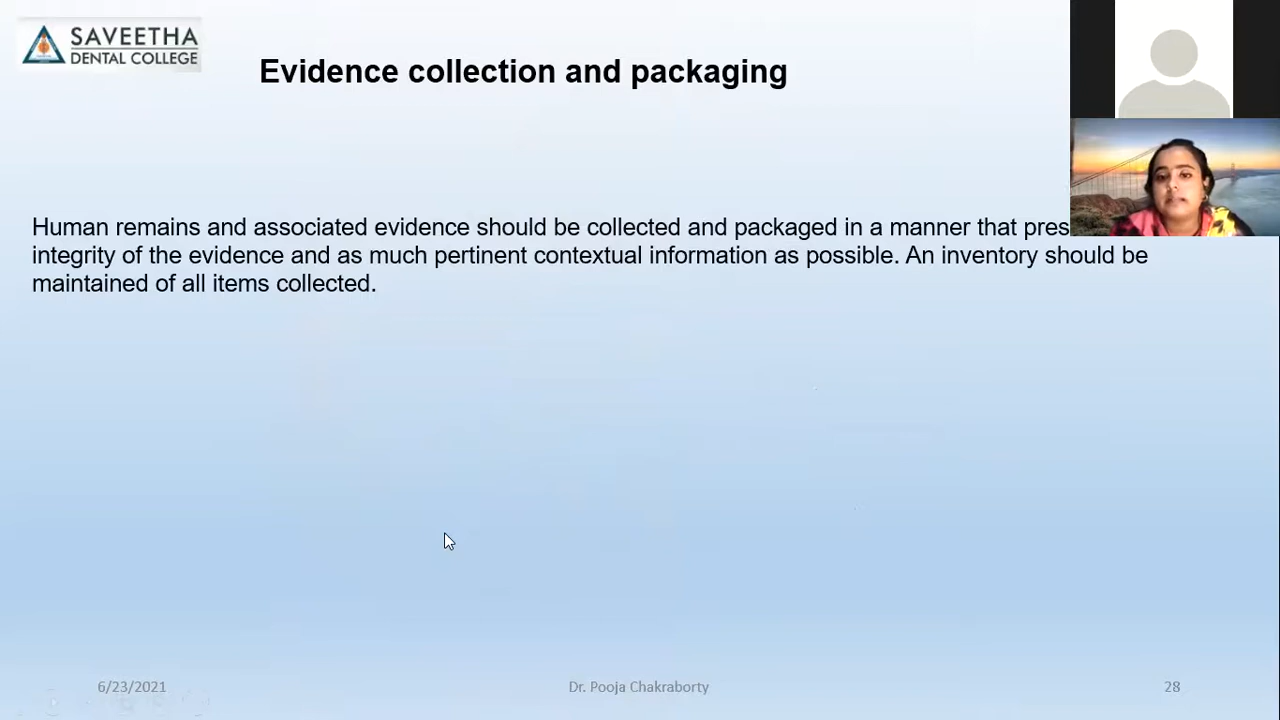 SAVEETHA
DENTAL COLLEGE
Evidence collection and packaging
Human remains and associated evidence should be collected and packaged in a manner that
integrity of the evidence and as much pertinent contextual information as possible. An inventory should be
maintained of all items collected.
6/23/2021
Dr. Pooja Chakraborty
28